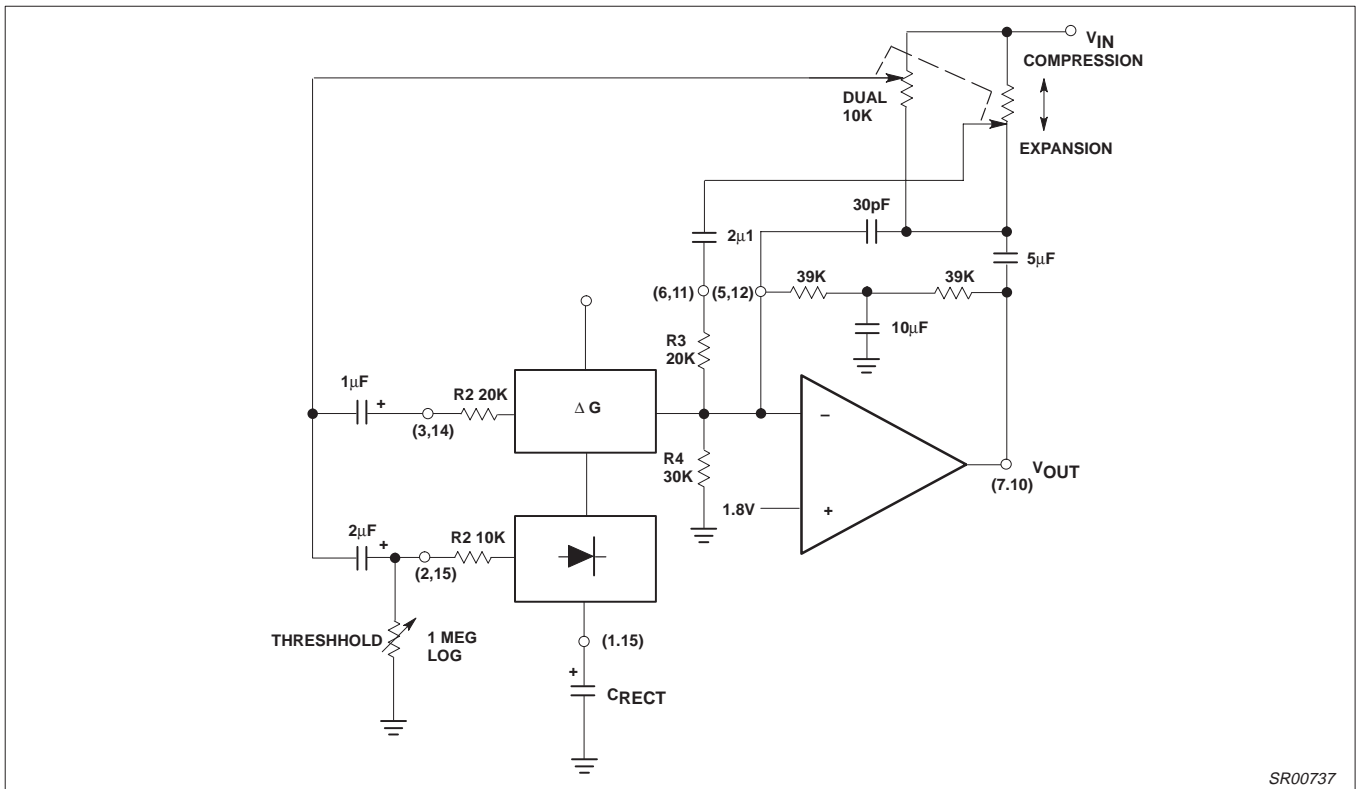 VIN
COMPRESSION
DUAL
10K
EXPANSION
30pF
2μ1
5μF
39K
39K
(6,11)
(5,12)
10μF
R3
20K
1μF
+
R2 20K
Δ G
(3,14)
−
R4
30K
VOUT
(7.10)
1.8V
+
2μF
+
R2 10K
(2,15)
THRESHHOLD
1 MEG
LOG
(1.15)
+
CRECT
SR00737